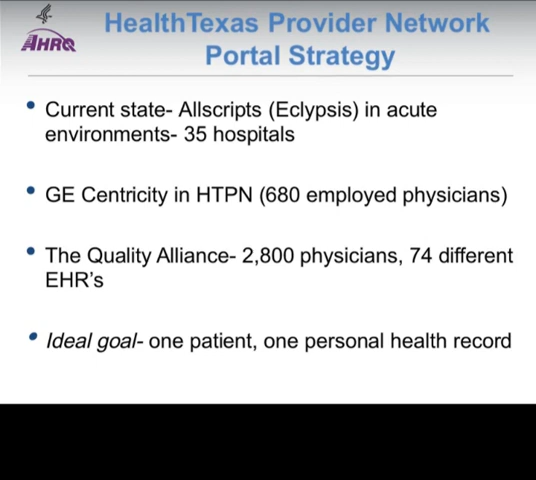 AHRQ
HealthTexas Provider Network
Portal Strategy
• Current state- Allscripts (Eclypsis) in acute
environments- 35 hospitals
• GE Centricity in HTPN (680 employed physicians)
• The Quality Alliance- 2,800 physicians, 74 different
EHR's
• Ideal goal- one patient, one personal health record